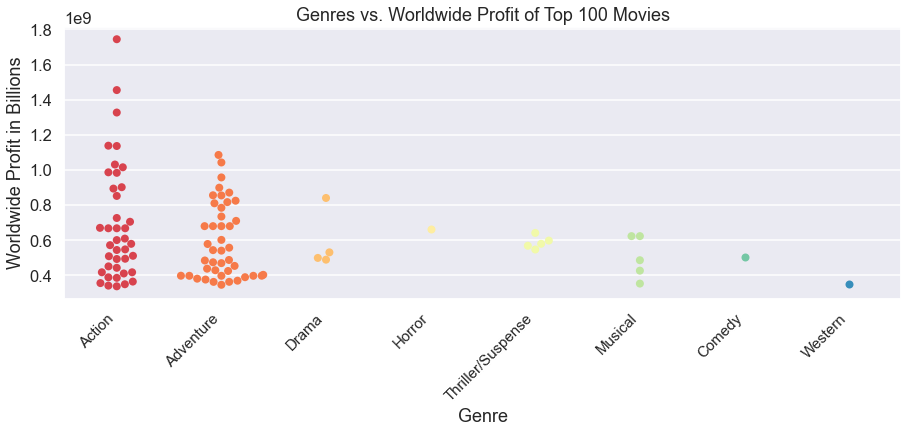 Genres vs. Worldwide Profit of Top 100 Movies
1e9
1.8
1.6
1.4
1.2
1.0
0.8
0.6
0.4
Worldwide Profit in Billions
Action
Adventure
Drama
Horror
Thriller/Suspense
Musical
Comedy
Western
Genre